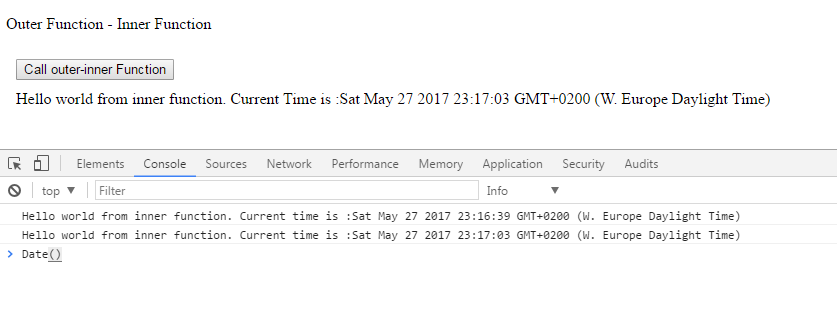 Outer Function - Inner Function
Call outer-inner Function
Hello world from inner function. Current Time is :Sat May 27 2017 23:17:03 GMT+0200 (W. Europe Daylight Time)
Elements Console Sources Network Performance Memory Application Security Audits
top ▼ Filter Info ▼
Hello world from inner function. Current time is :Sat May 27 2017 23:16:39 GMT+0200 (W. Europe Daylight Time)
Hello world from inner function. Current time is :Sat May 27 2017 23:17:03 GMT+0200 (W. Europe Daylight Time)
> Date()